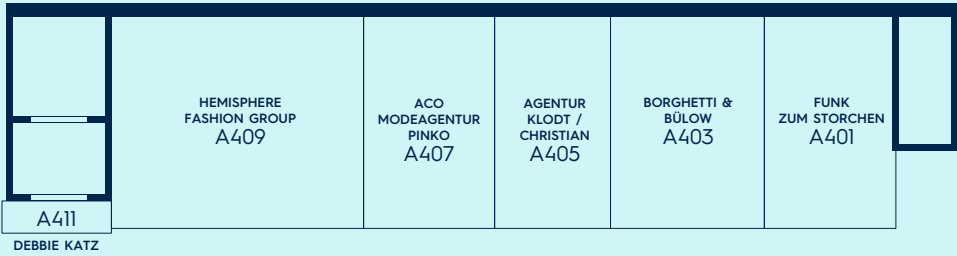 HEMISPHERE
FASHION GROUP
A409
ACO
MODEAGENTUR
PINKO
A407
AGENTUR
KLODT /
CHRISTIAN
A405
BORGHETTI &
BÜLOW
A403
FUNK
ZUM STORCHEN
A401
A411
DEBBIE KATZ